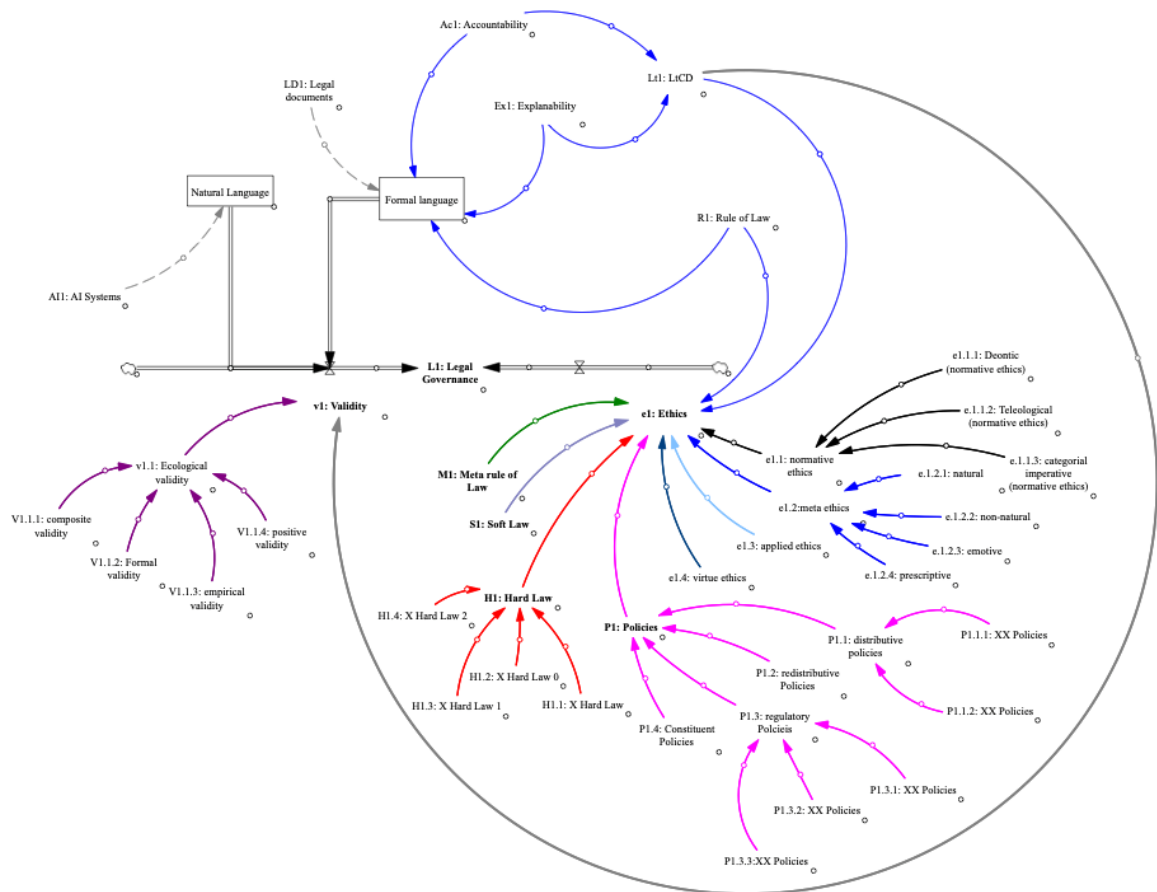 Ac1: Accountability
Lt1: LtCD
LD1: Legal
documents
Ex1: Explanability
Natural Language
Formal language
R1: Rule of Law
AI1: AI Systems
L1: Legal
Governance
e1.1.1: Deontic
(normative ethics)
v1: Validity
e1: Ethics
e.1.1.2: Teleological
(normative ethics)
e1.1: normative
ethics
e.1.1.3: categorial
imperative
(normative ethics)
v1.1: Ecological
validity
M1: Meta rule of
Law
e.1.2.1: natural
e1.2:meta ethics
V1.1.1: composite
validity
V1.1.4: positive
validity
S1: Soft Law
e1.3: applied ethics
e.1.2.2: non-natural
e.1.2.3: emotive
V1.1.2: Formal
validity
V1.1.3: empirical
validity
e1.4: virtue ethics
e.1.2.4: prescriptive
H1: Hard Law
H1.4: X Hard Law 2
P1: Policies
P1.1: distributive
policies
P1.1.1: XX Policies
H1.2: X Hard Law 0
P1.2: redistributive
Policies
H1.3: X Hard Law 1
H1.1: X Hard Law
P1.4: Constituent
Policies
P1.3: regulatory
Polcieis
P1.1.2: XX Policies
P1.3.1: XX Policies
P1.3.2: XX Policies
P1.3.3:XX Policies